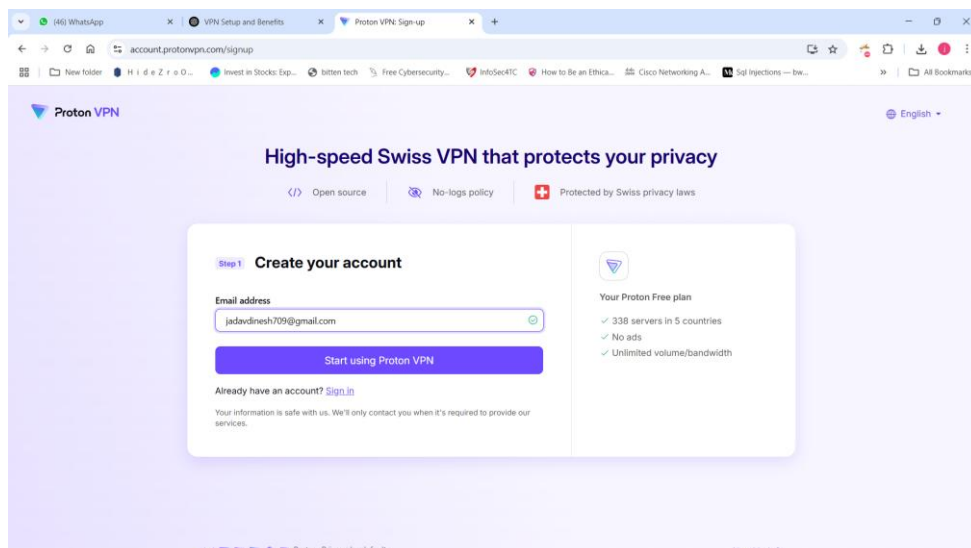 (46) WhatsApp
VPN Setup and Benefits
Proton VPN: Sign-up
account.protonvpn.com/signup
New folder
H i d e Z r o O...
Invest in Stocks: Exp...
bitten tech
Free Cybersecurity...
InfoSec4TC
How to Be an Ethica...
Cisco Networking A...
Sql Injections — bw...
All Bookmarks
Proton VPN
English
High-speed Swiss VPN that protects your privacy
Open source
No-logs policy
Protected by Swiss privacy laws
Step 1 Create your account
Email address
jadavdinesh709@gmail.com
Start using Proton VPN
Already have an account? Sign in
Your information is safe with us. We'll only contact you when it's required to provide our
services.
Your Proton Free plan
338 servers in 5 countries
No ads
Unlimited volume/bandwidth